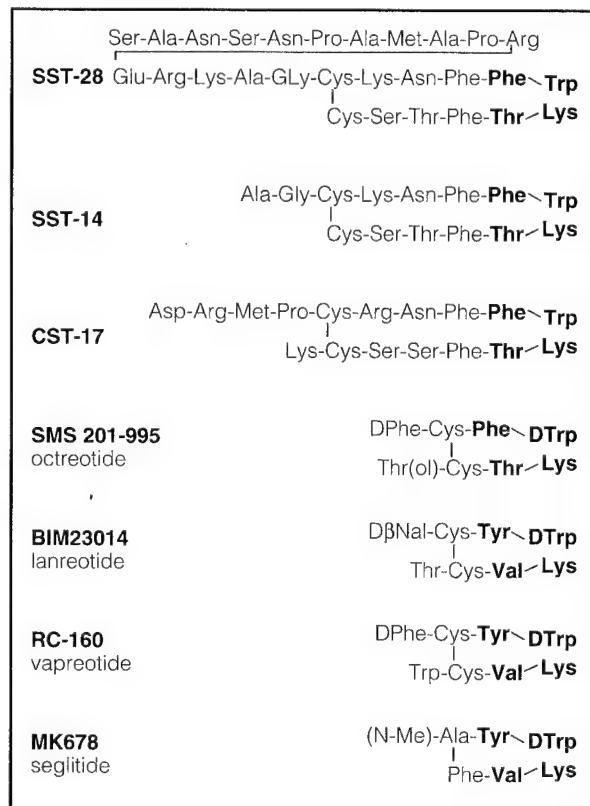 Ser-Ala-Asn-Ser-Asn-Pro-Ala-Met-Ala-Pro-Arg
SST-28 Glu-Arg-Lys-Ala-GLy-Cys-Lys-Asn-Phe-Phe Trp
Cys-Ser-Thr-Phe-Thr Lys
SST-14 Ala-Gly-Cys-Lys-Asn-Phe-Phe Trp
Cys-Ser-Thr-Phe-Thr Lys
CST-17 Asp-Arg-Met-Pro-Cys-Arg-Asn-Phe-Phe Trp
Lys-Cys-Ser-Ser-Phe-Thr Lys
SMS 201-995 DPhe-Cys-Phe DTrp
octreotide Thr(ol)-Cys-Thr Lys
BIM23014 DβNal-Cys-Tyr DTrp
lanreotide Thr-Cys-Val Lys
RC-160 DPhe-Cys-Tyr DTrp
vapreotide Trp-Cys-Val Lys
MK678 (N-Me)-Ala-Tyr DTrp
seglitide Phe-Val Lys